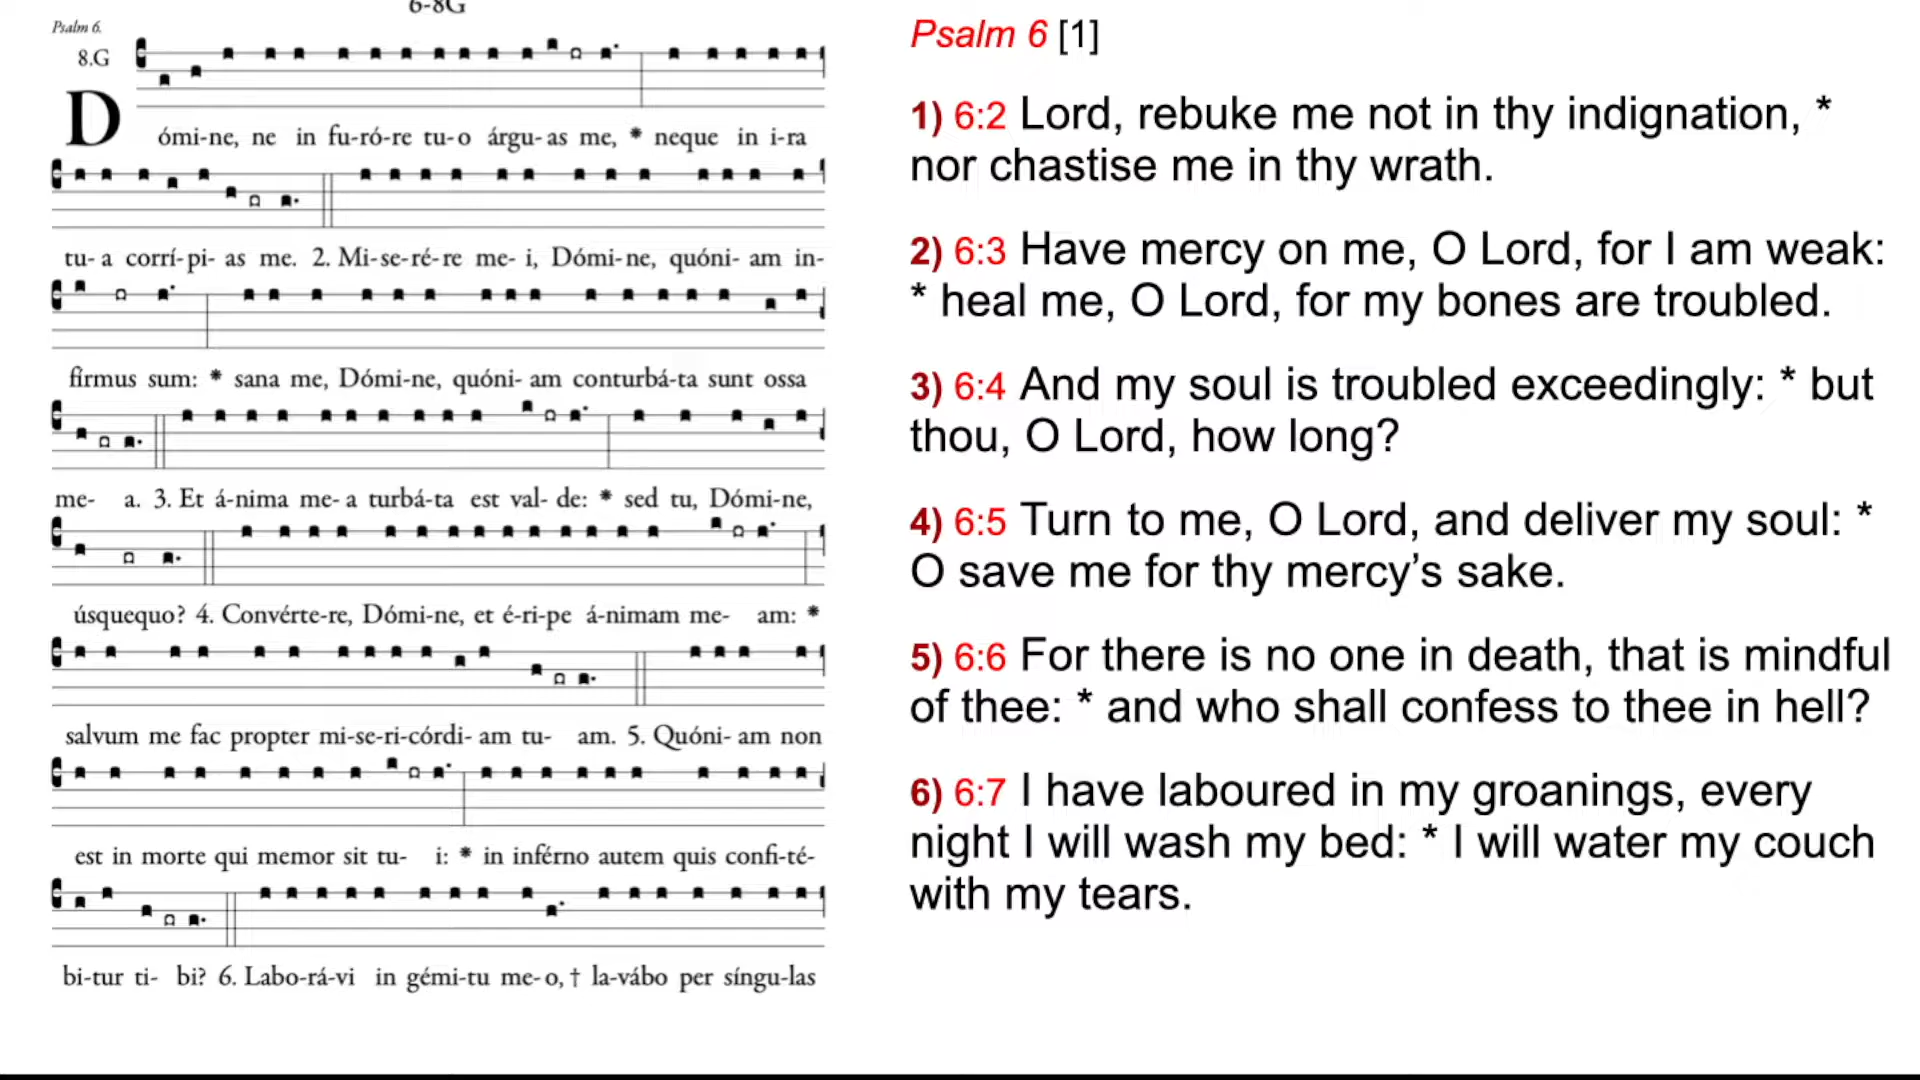 6-8G
Psalm 6.
8.G
Dómi-ne, ne in fu-ró-re tu-o árgu-as me, * neque in i-ra
tu-a corrí-pi-as me. 2. Mi-se-ré-re me-i, Dómi-ne, quóni-am in-
fírmus sum: * sana me, Dómi-ne, quóni-am conturbá-ta sunt ossa
me-a. 3. Et á-nima me-a turbá-ta est val-de: * sed tu, Dómi-ne,
úsquequo? 4. Convérte-re, Dómi-ne, et é-ri-pe á-nimam me-am: *
salvum me fac propter mi-se-ri-córdi-am tu-am. 5. Quóni-am non
est in morte qui memor sit tu-i: * in inférno autem quis confi-té-
bi-tur ti-bi? 6. Labo-rá-vi in gémi-tu me-o, † la-vábo per síngu-las
Psalm 6 [1]
1) 6:2 Lord, rebuke me not in thy indignation, *
nor chastise me in thy wrath.
2) 6:3 Have mercy on me, O Lord, for I am weak:
* heal me, O Lord, for my bones are troubled.
3) 6:4 And my soul is troubled exceedingly: * but
thou, O Lord, how long?
4) 6:5 Turn to me, O Lord, and deliver my soul: *
O save me for thy mercy’s sake.
5) 6:6 For there is no one in death, that is mindful
of thee: * and who shall confess to thee in hell?
6) 6:7 I have laboured in my groanings, every
night I will wash my bed: * I will water my couch
with my tears.